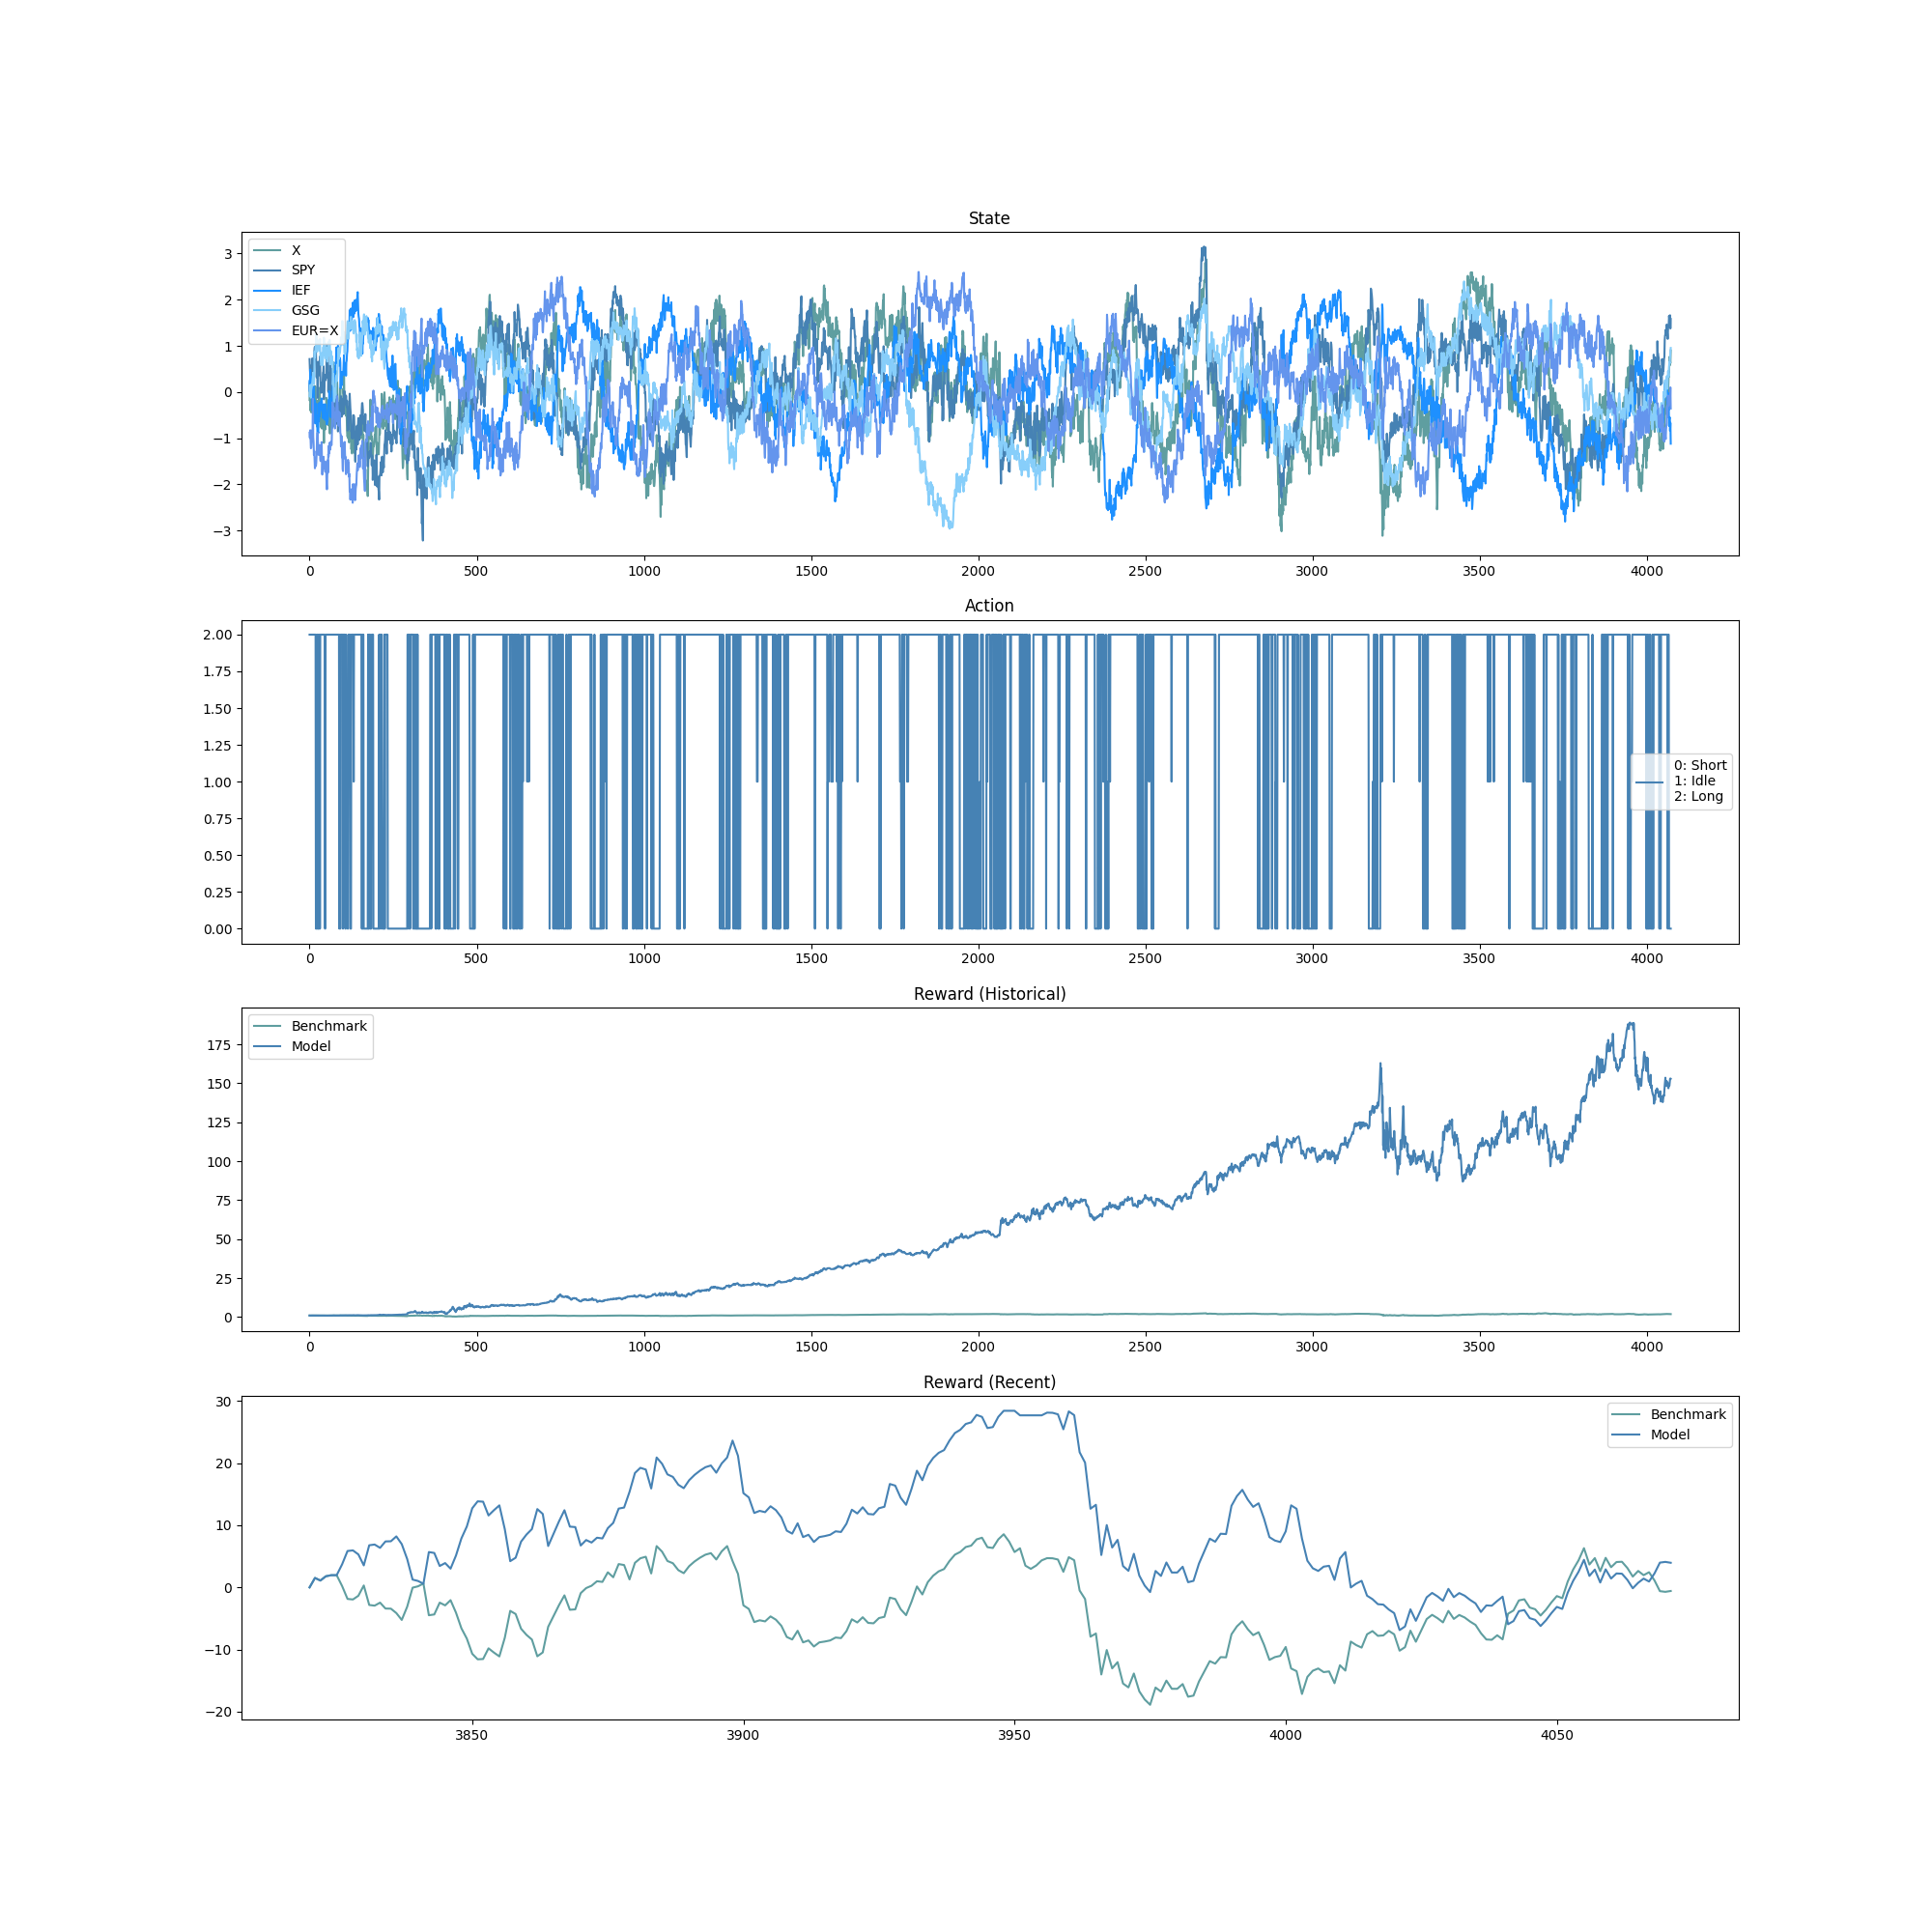 State
3
2
1
0
−1
−2
−3
X
SPY
IEF
GSG
EUR=X
0 500 1000 1500 2000 2500 3000 3500 4000
Action
2.00
1.75
1.50
1.25
1.00
0.75
0.50
0.25
0.00
0: Short
1: Idle
2: Long
0 500 1000 1500 2000 2500 3000 3500 4000
Reward (Historical)
175
150
125
100
75
50
25
0
Benchmark
Model
0 500 1000 1500 2000 2500 3000 3500 4000
Reward (Recent)
30
20
10
0
−10
−20
Benchmark
Model
3850 3900 3950 4000 4050